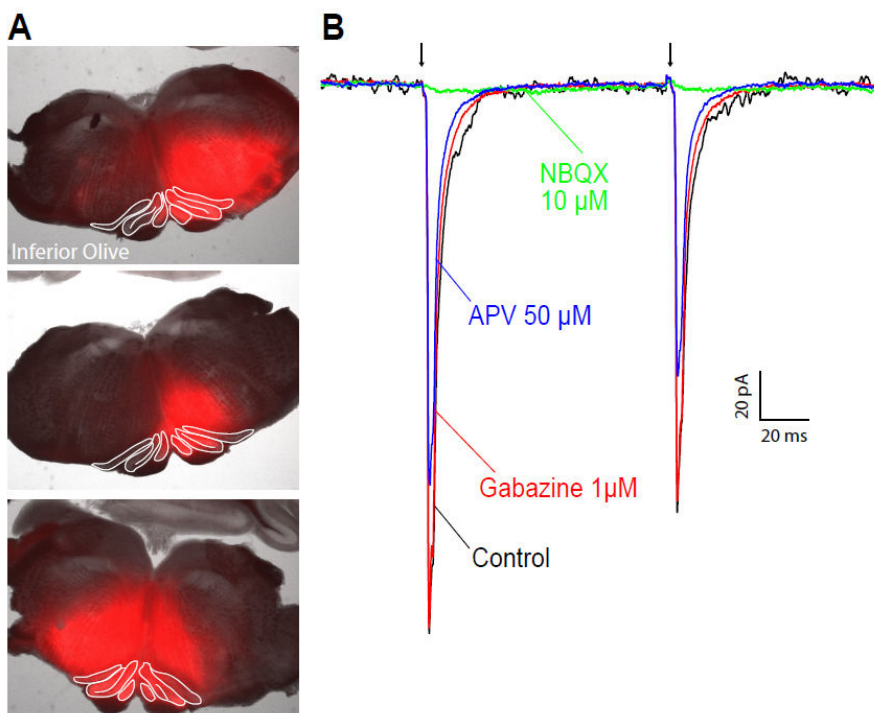 A
B
Inferior Olive
NBQX
10 µM
APV 50 µM
20 pA
20 ms
Gabazine 1µM
Control